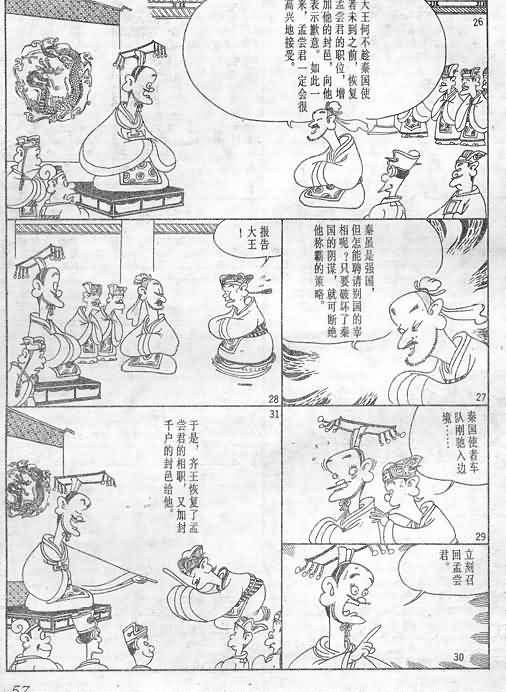 26
大王何不趁秦国使
者未到之前，恢复
孟尝君的职位，增
加他的封邑，向他
表示歉意。如此一
来，孟尝君一定会很
高兴地接受。
秦虽是强国，
但怎能聘请别国的宰
相呢？只要破坏了秦
国的阴谋，就可断绝
他称霸的策略。
27
报告
大王
！
28
秦国使者车
队刚驰入边
境……
29
立刻召
回孟尝
君。
30
31
于是，齐王恢复了孟
尝君的相职，又加封
千户的封邑给他。
57